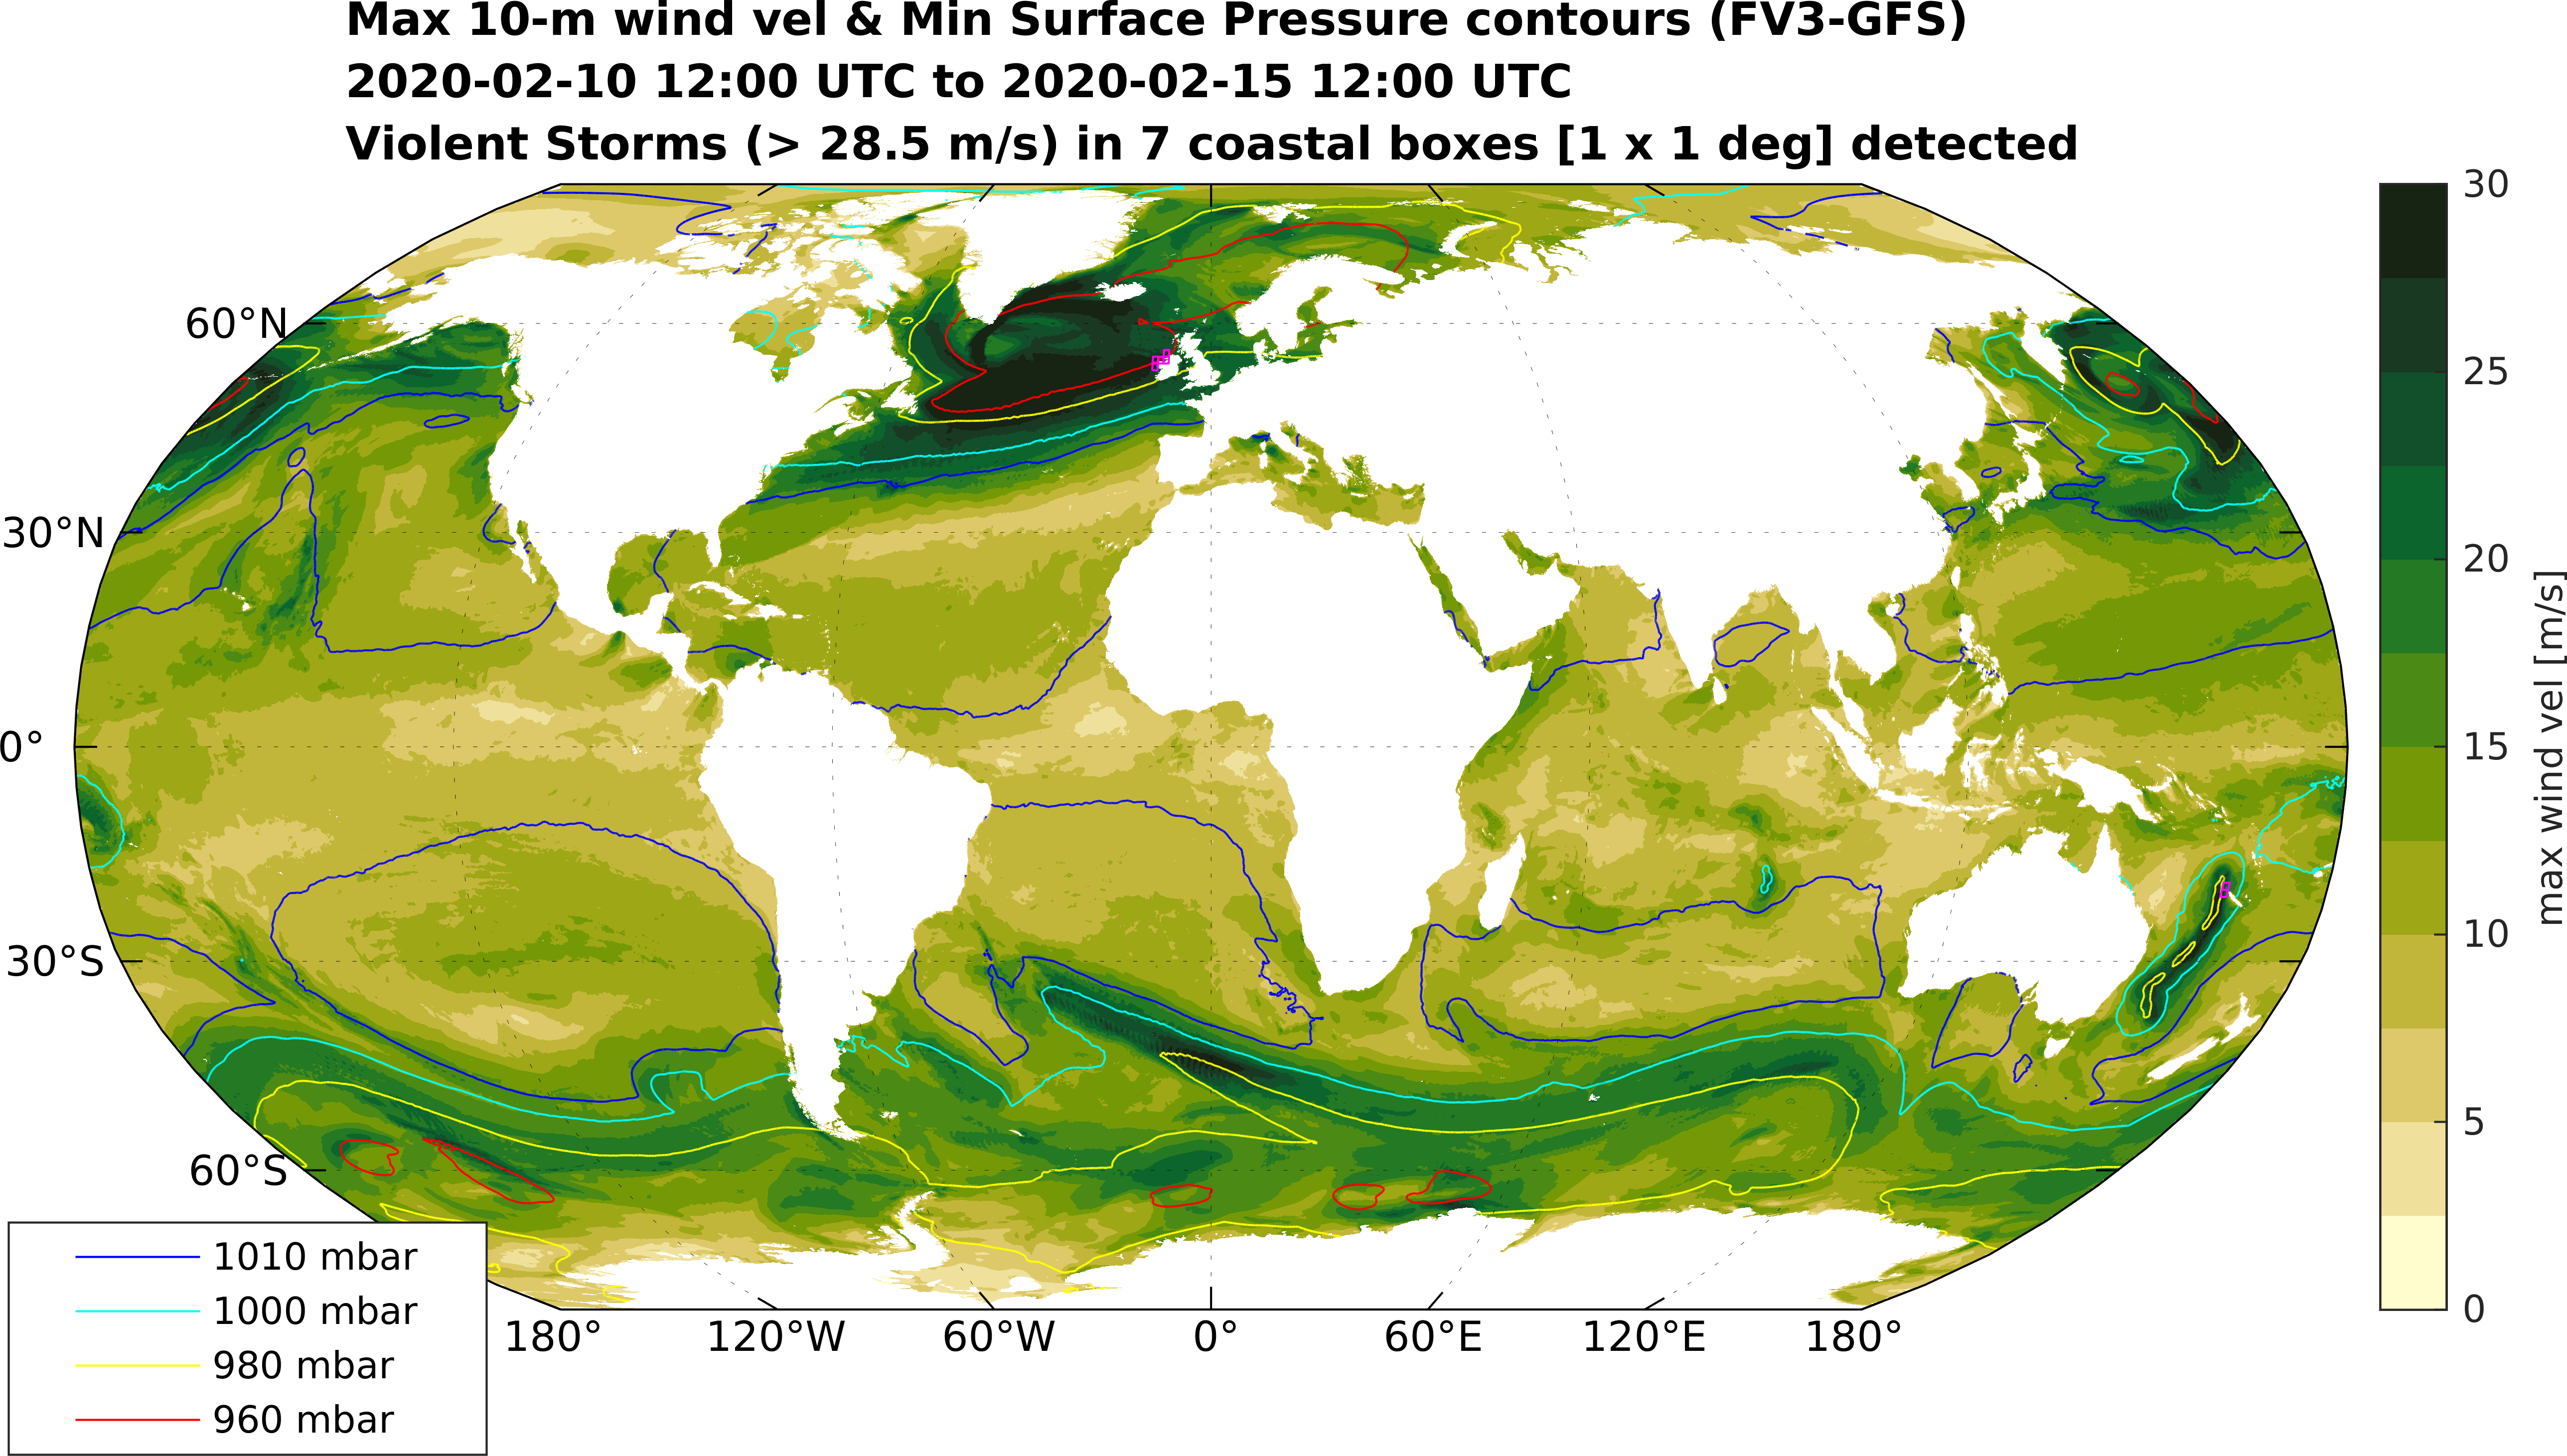 Max 10-m wind vel & Min Surface Pressure contours (FV3-GFS)
2020-02-10 12:00 UTC to 2020-02-15 12:00 UTC
Violent Storms (> 28.5 m/s) in 7 coastal boxes [1 x 1 deg] detected
60°N
30°N
0°
30°S
60°S
180°
120°W
60°W
0°
60°E
120°E
180°
1010 mbar
1000 mbar
980 mbar
960 mbar
30
25
20
15
10
5
0
max wind vel [m/s]